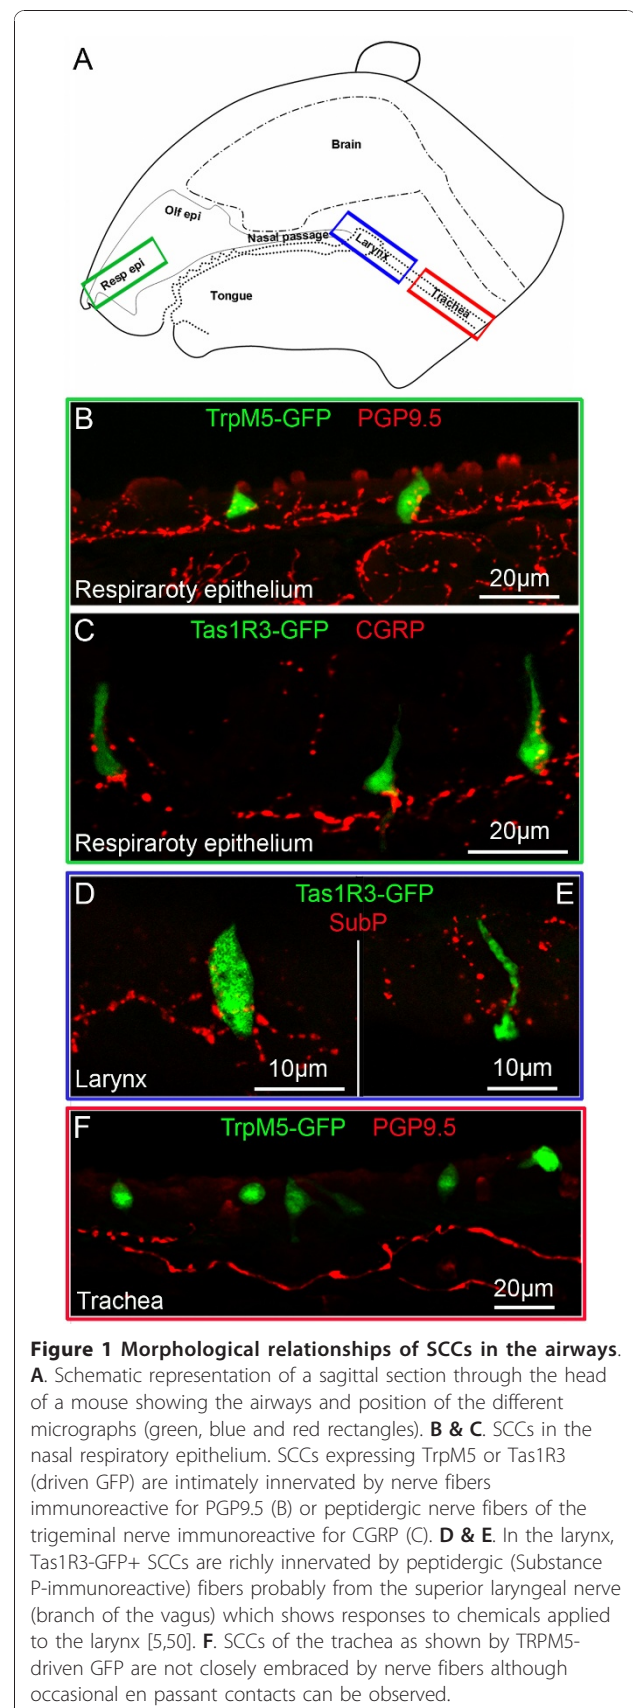 A
Brain
Olf epi
Nasal passage
Larynx
Resp epi
Tongue
Trachea
B
TrpM5-GFP PGP9.5
Respiraroty epithelium
20µm
C
Tas1R3-GFP CGRP
Respiraroty epithelium
20µm
D
Tas1R3-GFP
E
SubP
Larynx
10µm
10µm
F
TrpM5-GFP PGP9.5
Trachea
20µm
Figure 1 Morphological relationships of SCCs in the airways.
A. Schematic representation of a sagittal section through the head
of a mouse showing the airways and position of the different
micrographs (green, blue and red rectangles). B & C. SCCs in the
nasal respiratory epithelium. SCCs expressing TrpM5 or Tas1R3
(driven GFP) are intimately innervated by nerve fibers
immunoreactive for PGP9.5 (B) or peptidergic nerve fibers of the
trigeminal nerve immunoreactive for CGRP (C). D & E. In the larynx,
Tas1R3-GFP+ SCCs are richly innervated by peptidergic (Substance
P-immunoreactive) fibers probably from the superior laryngeal nerve
(branch of the vagus) which shows responses to chemicals applied
to the larynx [5,50]. F. SCCs of the trachea as shown by TRPM5-
driven GFP are not closely embraced by nerve fibers although
occasional en passant contacts can be observed.